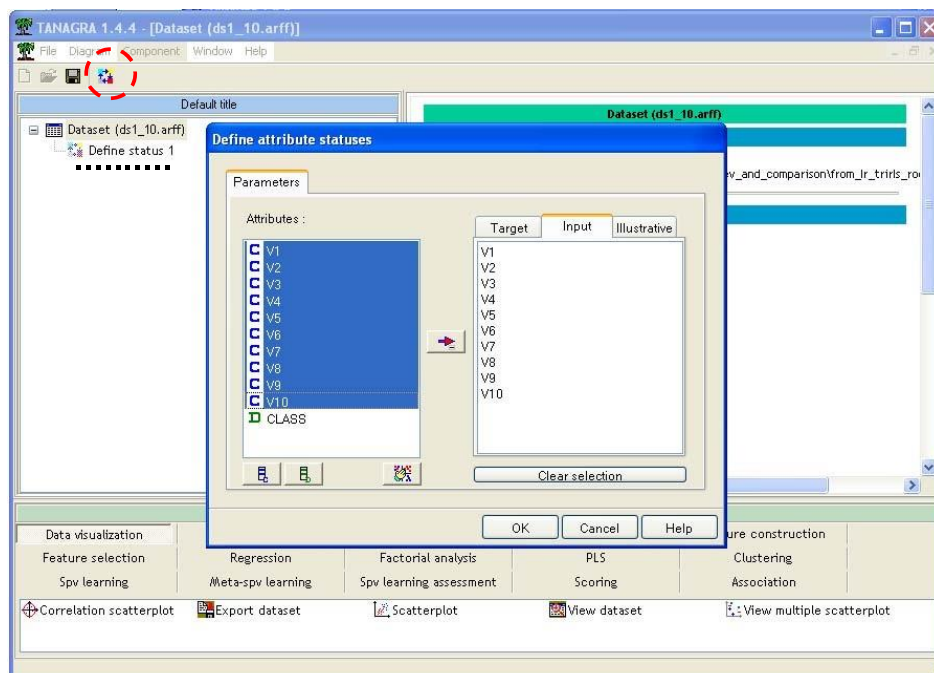 TANAGRA 1.4.4 - [Dataset (ds1_10.arff)]
File Diagram Component Window Help
Default title
Dataset (ds1_10.arff)
Define status 1
Dataset (ds1_10.arff)
ev_and_comparison\from_lr_trirls_ro
Define attribute statuses
Parameters
Attributes :
C V1
C V2
C V3
C V4
C V5
C V6
C V7
C V8
C V9
C V10
D CLASS
Target Input Illustrative
V1
V2
V3
V4
V5
V6
V7
V8
V9
V10
Clear selection
OK Cancel Help
Data visualization ure construction
Feature selection Regression Factorial analysis PLS Clustering
Spv learning Meta-spv learning Spv learning assessment Scoring Association
Correlation scatterplot Export dataset Scatterplot View dataset View multiple scatterplot